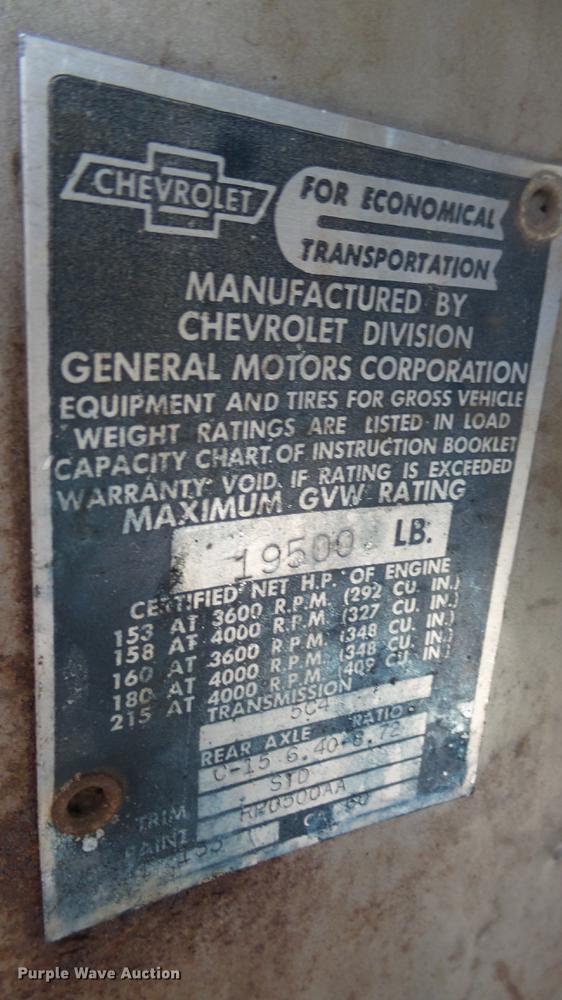 CHEVROLET
FOR ECONOMICAL
TRANSPORTATION
MANUFACTURED BY
CHEVROLET DIVISION
GENERAL MOTORS CORPORATION
EQUIPMENT AND TIRES FOR GROSS VEHICLE
WEIGHT RATINGS ARE LISTED IN LOAD
CAPACITY CHART OF INSTRUCTION BOOKLET
WARRANTY VOID IF RATING IS EXCEEDED
MAXIMUM GVW RATING
19500 LB.
CERTIFIED NET H.P. OF ENGINE
153 AT 3600 R.P.M. (292 CU. IN.)
158 AT 4000 R.P.M. (327 CU. IN.)
160 AT 3600 R.P.M. (348 CU. IN.)
180 AT 4000 R.P.M. (348 CU. IN.)
215 AT 4000 R.P.M. (409 CU. IN.)
TRANSMISSION
5C4
REAR AXLE RATIO
C-15 6.40-8.72
STD
TRIM
PAINT
Purple Wave Auction